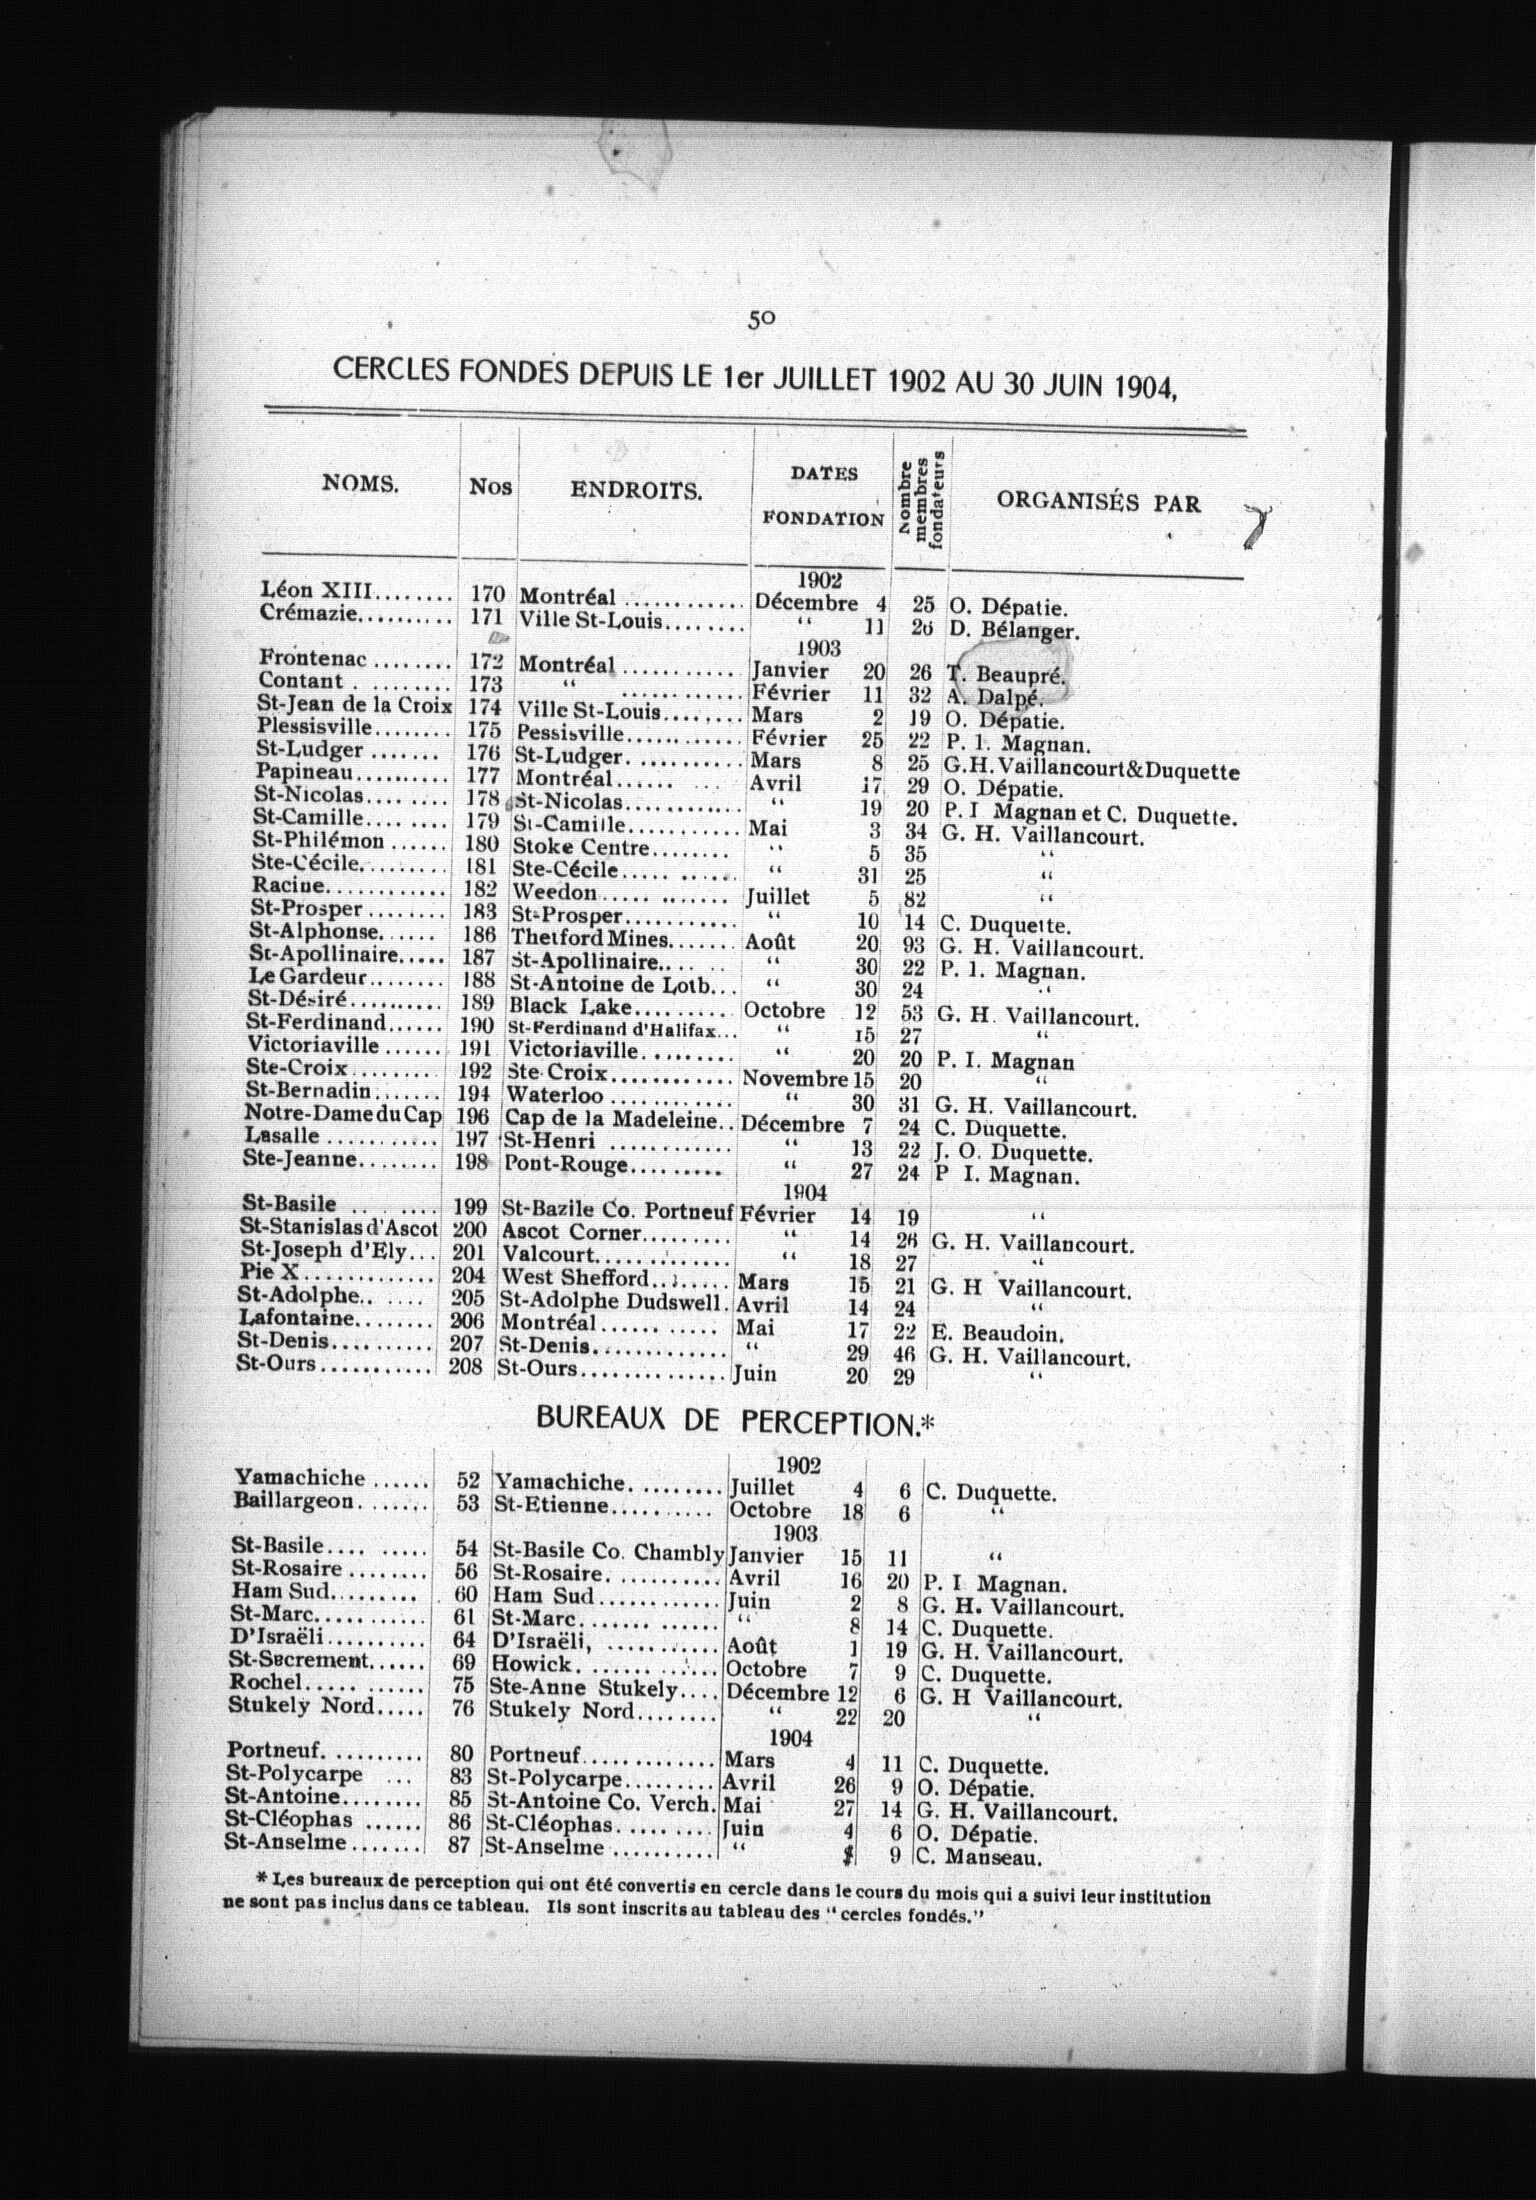 50
CERCLES FONDÉS DEPUIS LE 1er JUILLET 1902 AU 30 JUIN 1904,
NOMS. Nos ENDROITS. DATES FONDATION Nombre membres fondateurs ORGANISÉS PAR
1902
Léon XIII........ 170 Montréal ............ Décembre 4 25 O. Dépatie.
Crémazie.......... 171 Ville St-Louis........ “ 11 26 D. Bélanger.
1903
Frontenac ........ 172 Montréal ............ Janvier 20 26 T. Beaupré.
Contant . ........ 173 “ ............ Février 11 32 A. Dalpé.
St-Jean de la Croix 174 Ville St-Louis........ Mars 2 19 O. Dépatie.
Plessisville........ 175 Pessisville............ Février 25 22 P. I. Magnan.
St-Ludger ....... 176 St-Ludger. .......... Mars 8 25 G.H.Vaillancourt&Duquette
Papineau.......... 177 Montréal...... ... Avril 17 29 O. Dépatie.
St-Nicolas.... .... 178 St-Nicolas............ “ 19 20 P. I Magnan et C. Duquette.
St-Camille.... .... 179 St-Camille........... Mai 3 34 G. H. Vaillancourt.
St-Philémon ...... 180 Stoke Centre........ “ 5 35 “
Ste-Cécile......... 181 Ste-Cécile..... ...... “ 31 25 “
Racine............ 182 Weedon..... ....... Juillet 5 82 “
St-Prosper ........ 183 St-Prosper........... “ 10 14 C. Duquette.
St-Alphonse...... 186 Thetford Mines....... Août 20 93 G. H. Vaillancourt.
St-Apollinaire..... 187 St-Apollinaire.. .. .. “ 30 22 P. I. Magnan.
Le Gardeur........ 188 St-Antoine de Lotb... “ 30 24 “
St-Désiré.......... 189 Black Lake......... Octobre 12 53 G. H. Vaillancourt.
St-Ferdinand...... 190 St-Ferdinand d'Halifax... “ 15 27 “
Victoriaville ...... 191 Victoriaville......... “ 20 20 P. I. Magnan
Ste-Croix ......... 192 Ste-Croix............ Novembre 15 20 “
St-Bernadin ....... 194 Waterloo ............ “ 30 31 G. H. Vaillancourt.
Notre-Dame du Cap 196 Cap de la Madeleine.. Décembre 7 24 C. Duquette.
Lasalle ........... 197 St-Henri ............ “ 13 22 J. O. Duquette.
Ste-Jeanne........ 198 Pont-Rouge......... “ 27 24 P I. Magnan.
1904
St-Basile .. .... 199 St-Bazile Co. Portneuf Février 14 19 “
St-Stanislas d'Ascot 200 Ascot Corner......... “ 14 26 G. H. Vaillancourt.
St-Joseph d'Ely... 201 Valcourt.............. “ 18 27 “
Pie X............. 204 West Shefford........ Mars 15 21 G. H Vaillancourt.
St-Adolphe.. .... 205 St-Adolphe Dudswell. Avril 14 24 “
Lafontaine........ 206 Montréal...... ..... Mai 17 22 E. Beaudoin.
St-Denis.......... 207 St-Denis............. “ 29 46 G. H. Vaillancourt.
St-Ours........... 208 St-Ours.............. Juin 20 29 “
BUREAUX DE PERCEPTION.*
1902
Yamachiche ...... 52 Yamachiche. ........ Juillet 4 6 C. Duquette.
Baillargeon....... 53 St-Etienne.......... Octobre 18 6 “
1903
St-Basile.... ..... 54 St-Basile Co. Chambly Janvier 15 11 “
St-Rosaire ........ 56 St-Rosaire. .......... Avril 16 20 P. I Magnan.
Ham Sud......... 60 Ham Sud............ Juin 2 8 G. H. Vaillancourt.
St-Marc........... 61 St-Marc....... ...... “ 8 14 C. Duquette.
D'Israëli.......... 64 D'Israëli, ........... Août 1 19 G. H. Vaillancourt.
St-Sacrement...... 69 Howick. ........ .... Octobre 7 9 C. Duquette.
Rochel..... ...... 75 Ste-Anne Stukely.... Décembre 12 6 G. H Vaillancourt.
Stukely Nord..... 76 Stukely Nord........ “ 22 20 “
1904
Portneuf. ......... 80 Portneuf............. Mars 4 11 C. Duquette.
St-Polycarpe ... 83 St-Polycarpe......... Avril 26 9 O. Dépatie.
St-Antoine........ 85 St-Antoine Co. Verch. Mai 27 14 G. H. Vaillancourt.
St-Cléophas ...... 86 St-Cléophas.......... Juin 4 6 O. Dépatie.
St-Anselme ....... 87 St-Anselme .......... “ 9 C. Manseau.
* Les bureaux de perception qui ont été convertis en cercle dans le cours du mois qui a suivi leur institution
ne sont pas inclus dans ce tableau. Ils sont inscrits au tableau des “cercles fondés.”